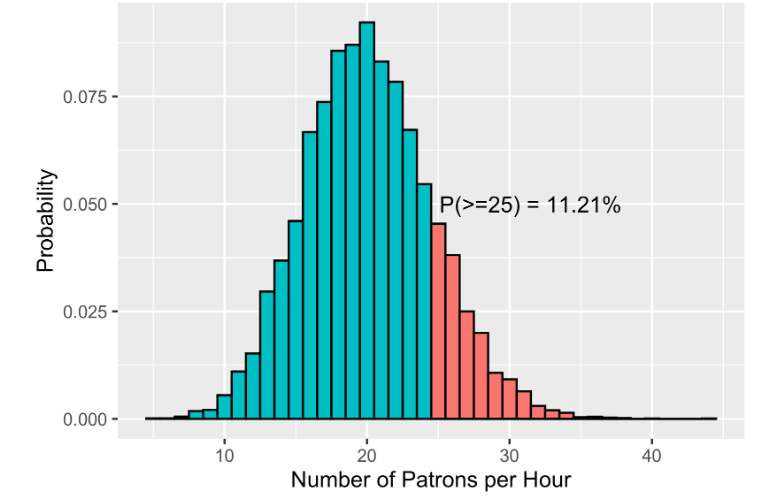 0.075
0.050
0.025
0.000
Probability
P(>=25) = 11.21%
10 20 30 40
Number of Patrons per Hour